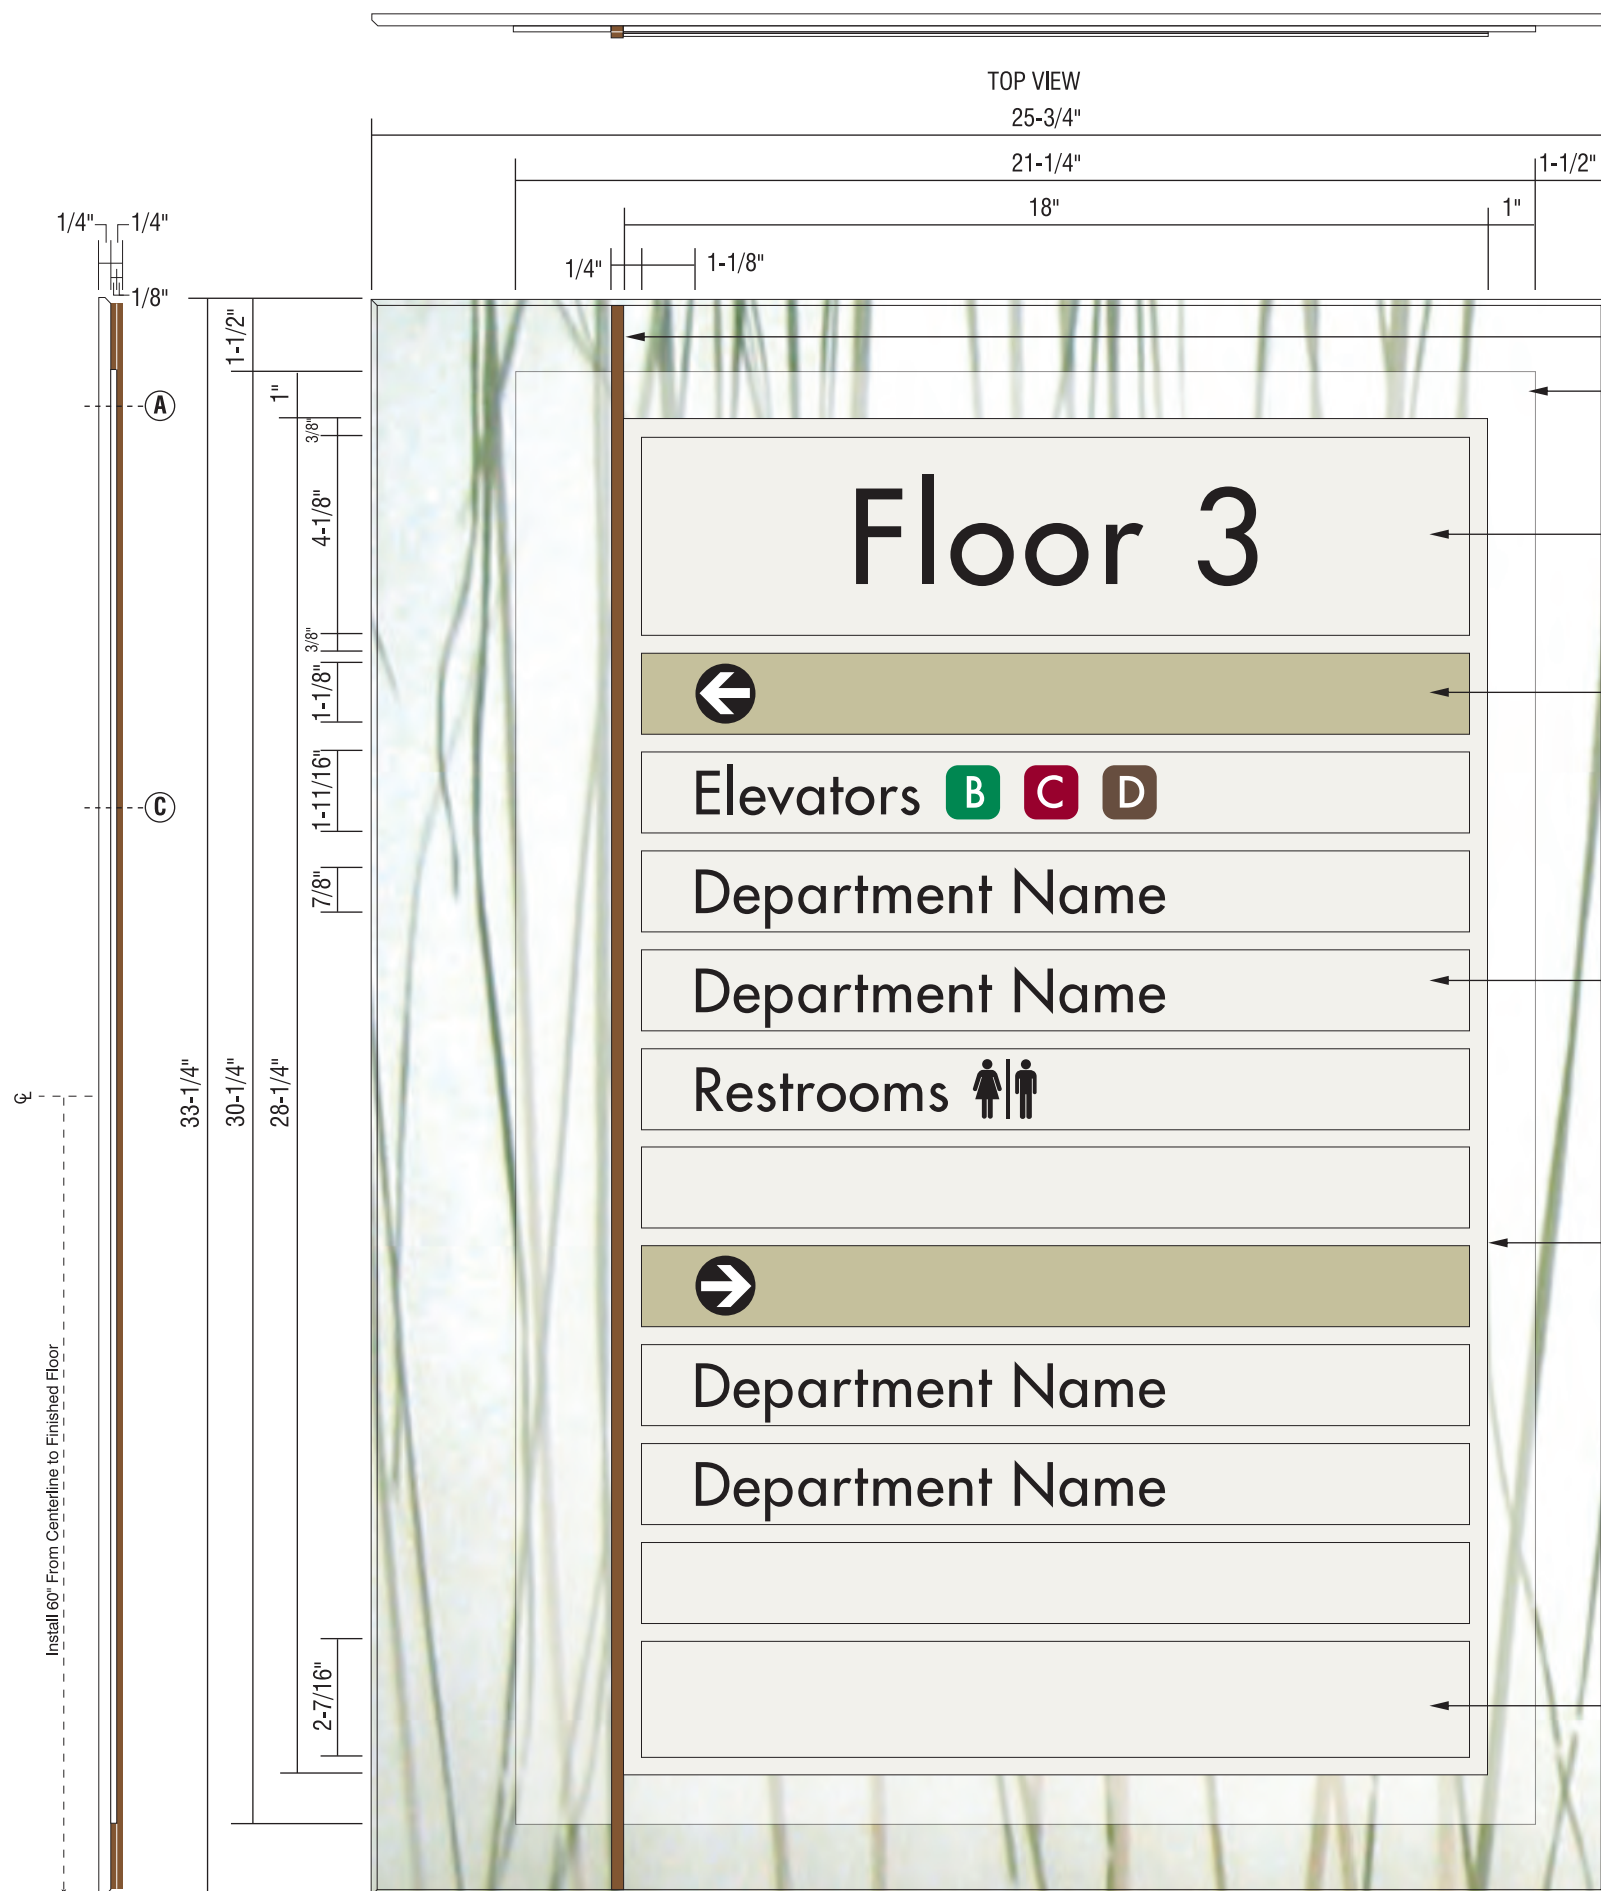 TOP VIEW
25-3/4"
21-1/4"
1-1/2"
18"
1"
1/4"
1/4"
1/4"
1-1/8"
1/8"
1-1/2"
1"
A
3/8"
4-1/8"
Floor 3
3/8"
1-1/8"
1-11/16"
C
Elevators B C D
7/8"
Department Name
Department Name
33-1/4"
30-1/4"
28-1/4"
Restrooms
℄
Install 60" From Centerline to Finished Floor
Department Name
Department Name
2-7/16"